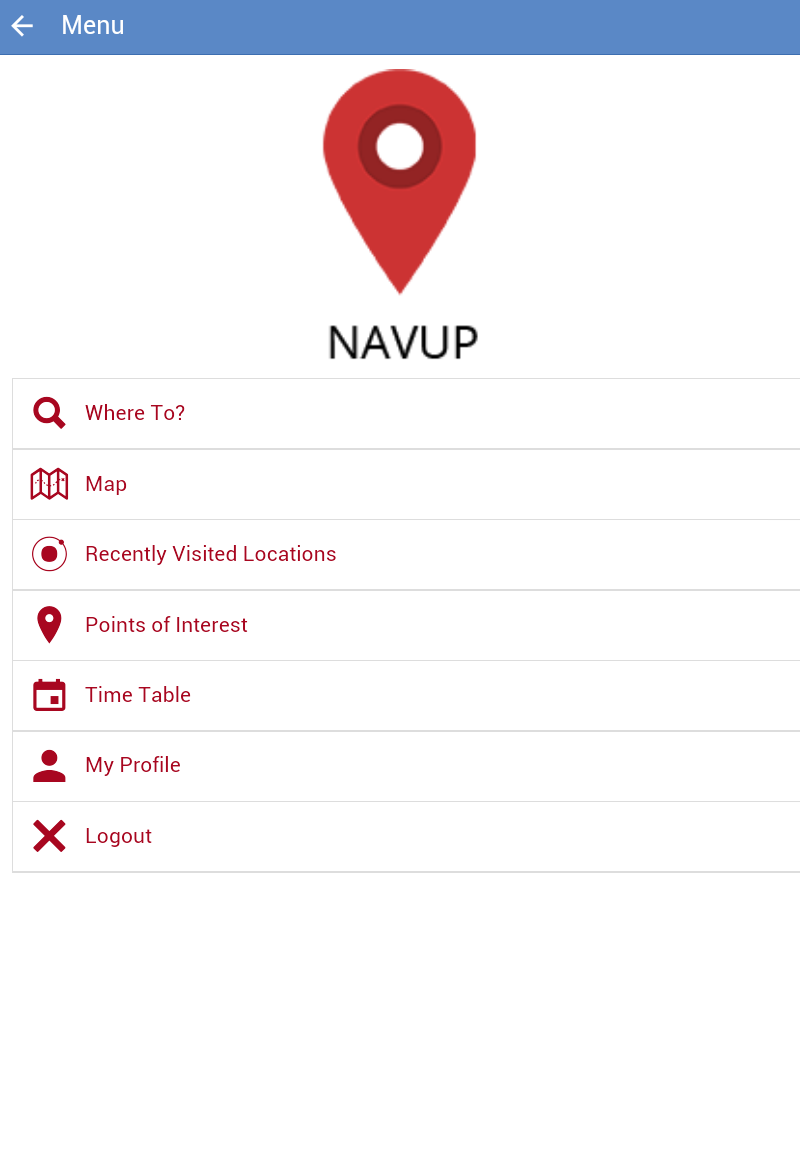 Menu
NAVUP
Where To?
Map
Recently Visited Locations
Points of Interest
Time Table
My Profile
Logout